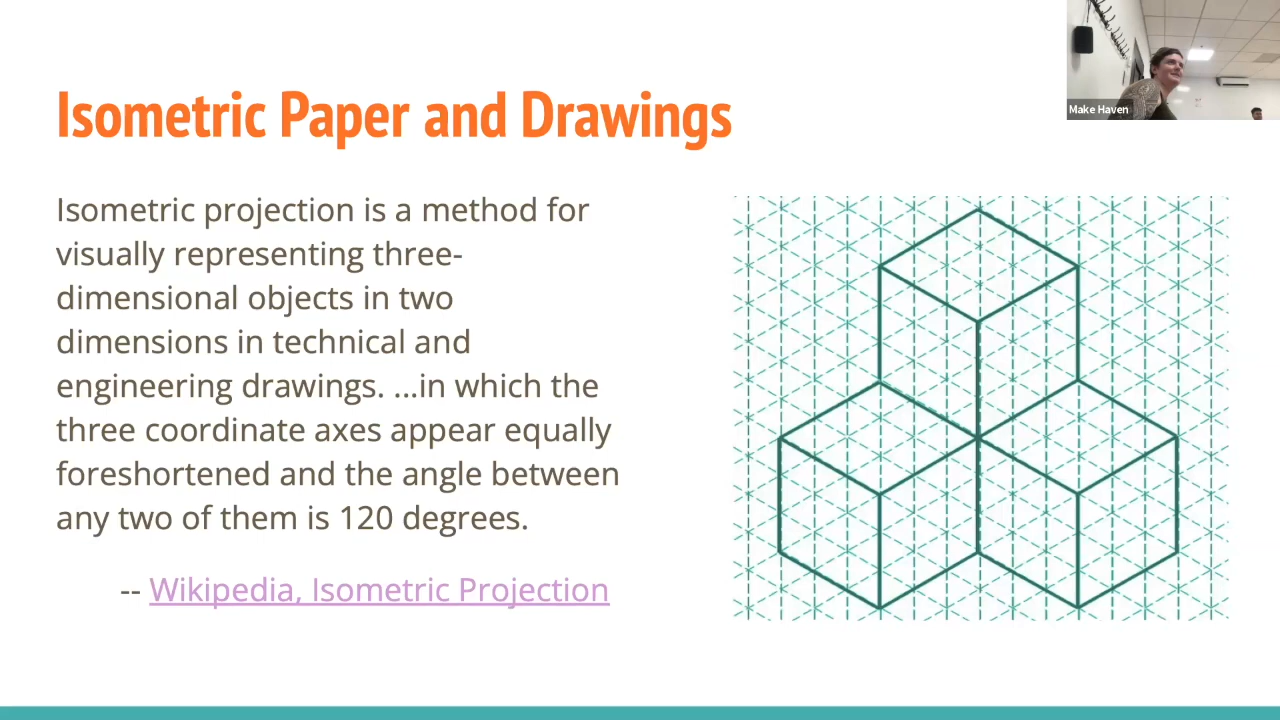 Isometric Paper and Drawings
Make Haven
Isometric projection is a method for
visually representing three-
dimensional objects in two
dimensions in technical and
engineering drawings. ...in which the
three coordinate axes appear equally
foreshortened and the angle between
any two of them is 120 degrees.
-- Wikipedia, Isometric Projection